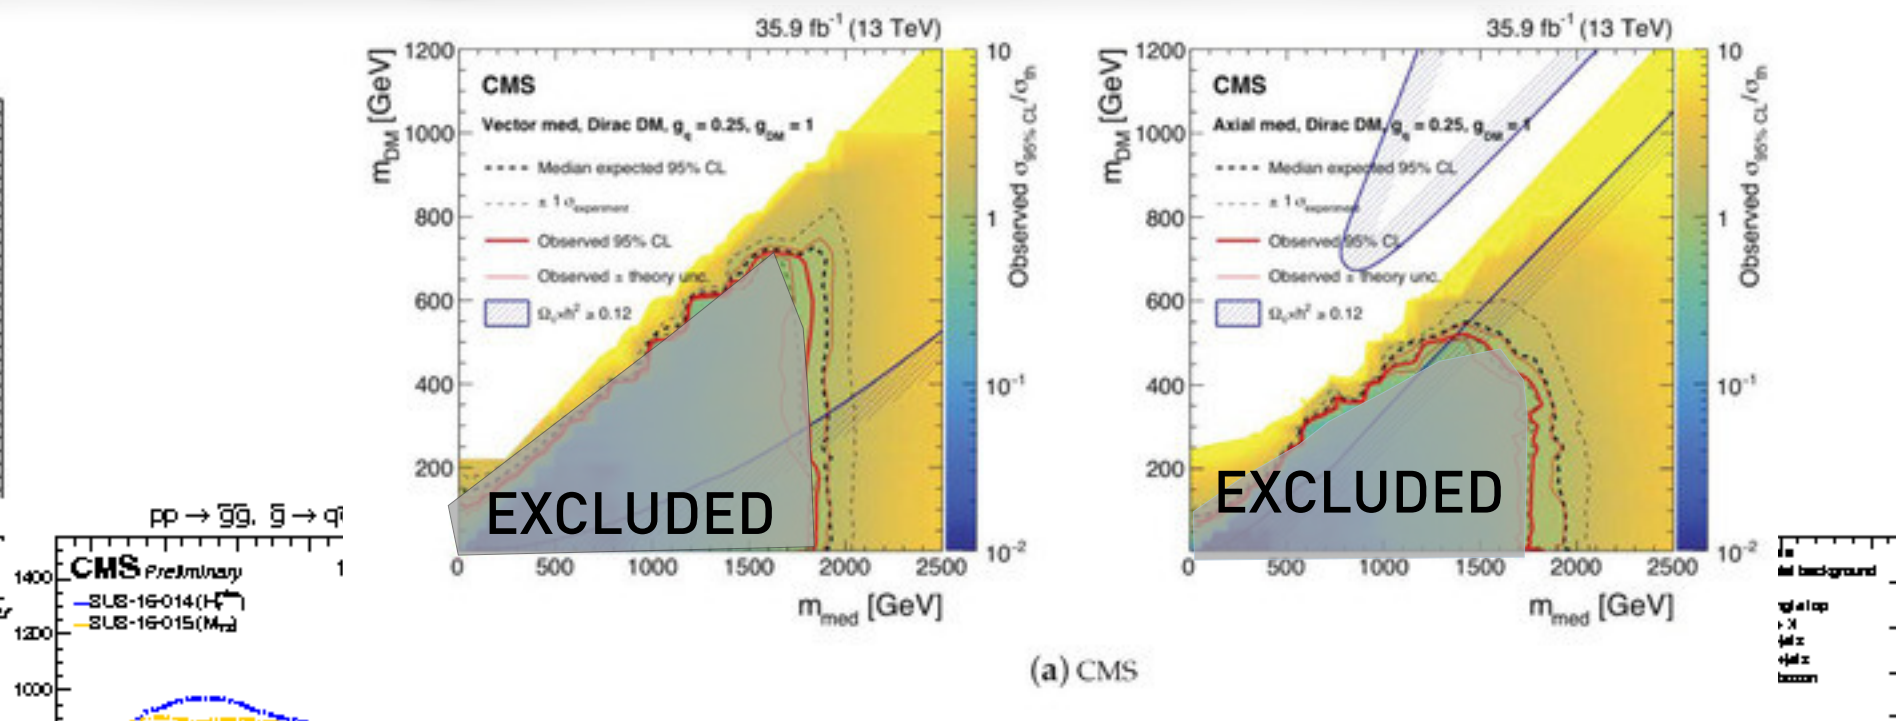 35.9 fb⁻¹ (13 TeV)
1200
1000
800
600
400
200
m_DM [GeV]
CMS
Vector med, Dirac DM, g_q = 0.25, g_DM = 1
Median expected 95% CL
± 1 σ_experiment
Observed 95% CL
Observed ± theory unc.
Ω_c×h² ≥ 0.12
EXCLUDED
0 500 1000 1500 2000 2500
m_med [GeV]
10
1
10⁻¹
10⁻²
Observed σ_95% CL/σ_th
35.9 fb⁻¹ (13 TeV)
1200
1000
800
600
400
200
m_DM [GeV]
CMS
Axial med, Dirac DM, g_q = 0.25, g_DM = 1
Median expected 95% CL
± 1 σ_experiment
Observed 95% CL
Observed ± theory unc.
Ω_c×h² ≥ 0.12
EXCLUDED
0 500 1000 1500 2000 2500
m_med [GeV]
10
1
10⁻¹
10⁻²
Observed σ_95% CL/σ_th
(a) CMS
pp → g̃g̃, g̃ → q
CMS Preliminary 1
SUS-16-014
SUS-16-015
1400
1200
1000
background